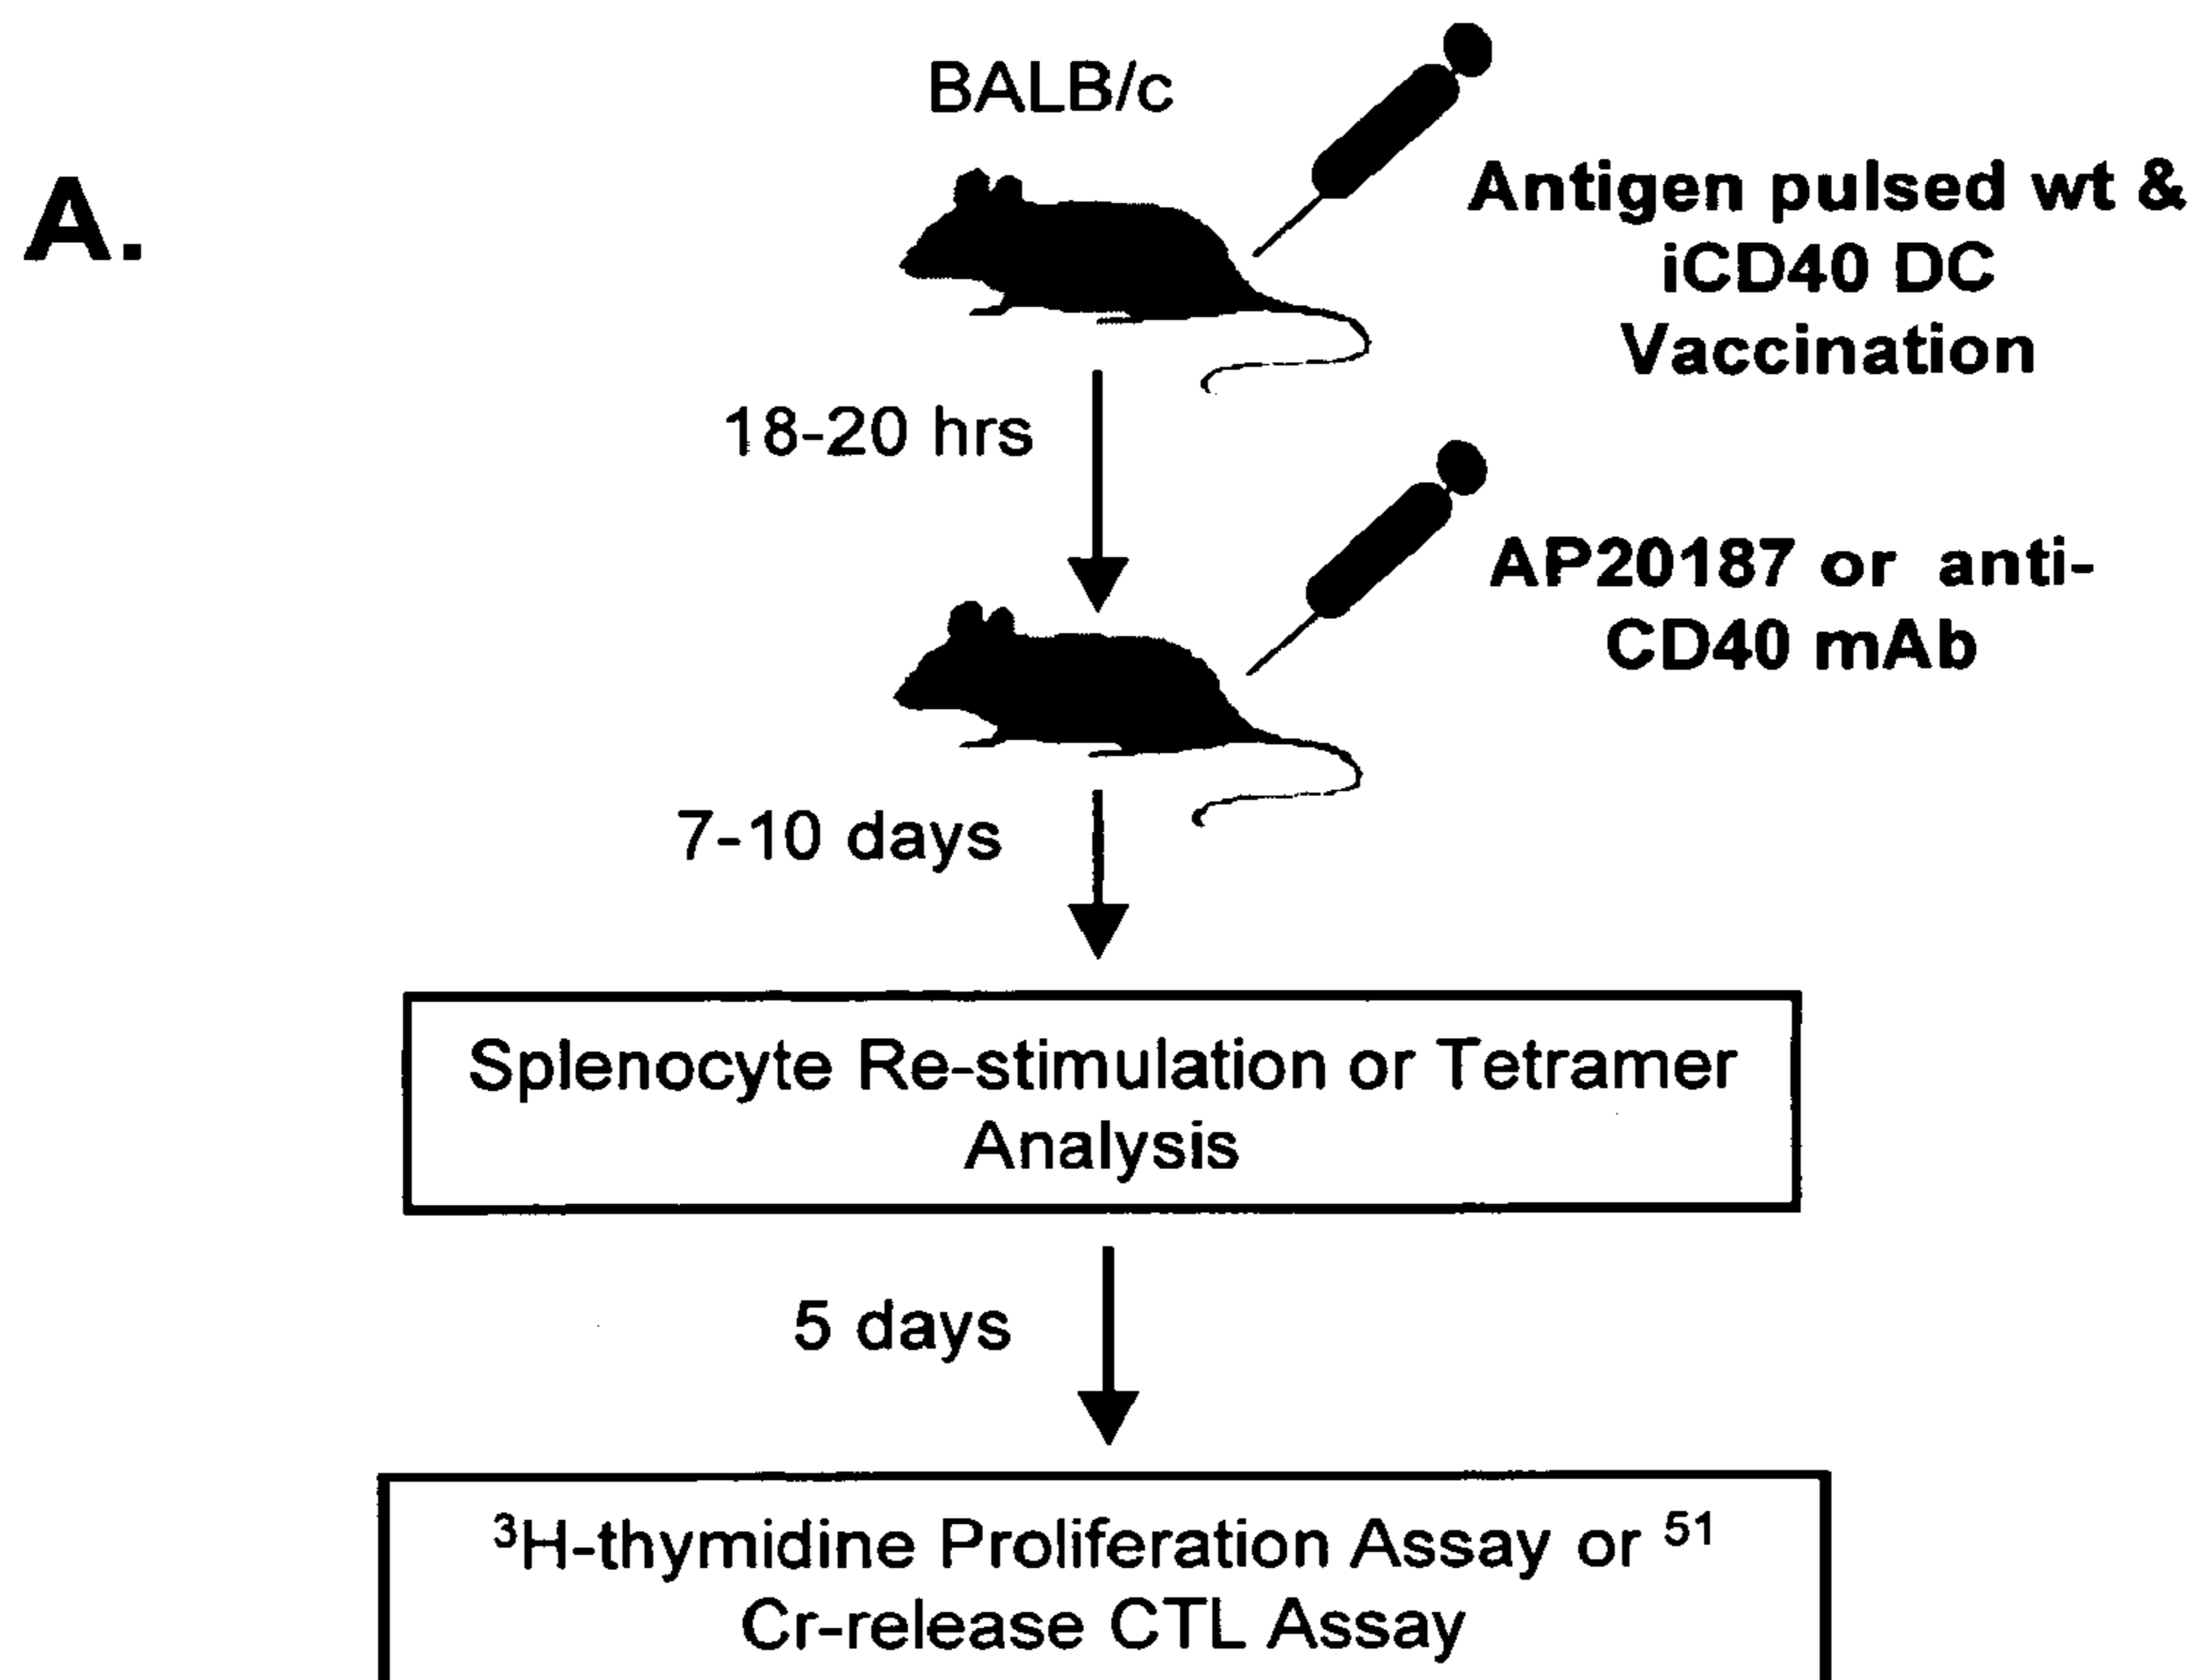 A.
BALB/c
Antigen pulsed wt &
iCD40 DC
Vaccination
18-20 hrs
AP20187 or anti-
CD40 mAb
7-10 days
Splenocyte Re-stimulation or Tetramer
Analysis
5 days
³H-thymidine Proliferation Assay or ⁵¹
Cr-release CTL Assay